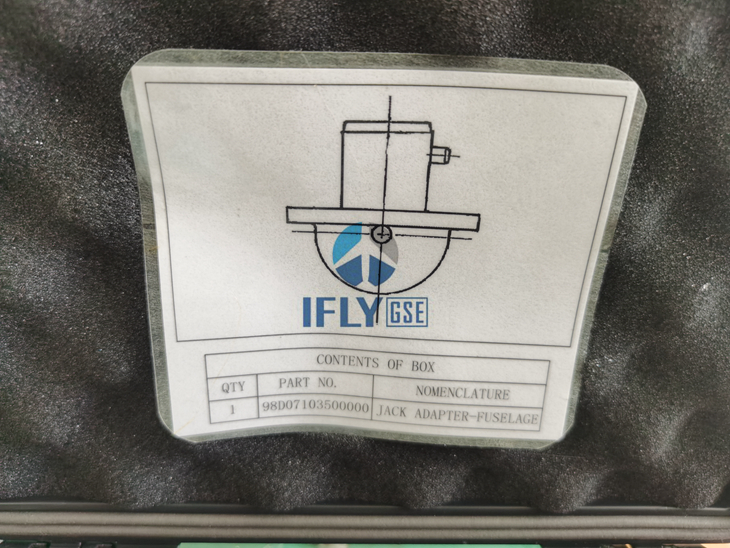 IFLY GSE
CONTENTS OF BOX
QTY PART NO. NOMENCLATURE
1 98D07103500000 JACK ADAPTER-FUSELAGE